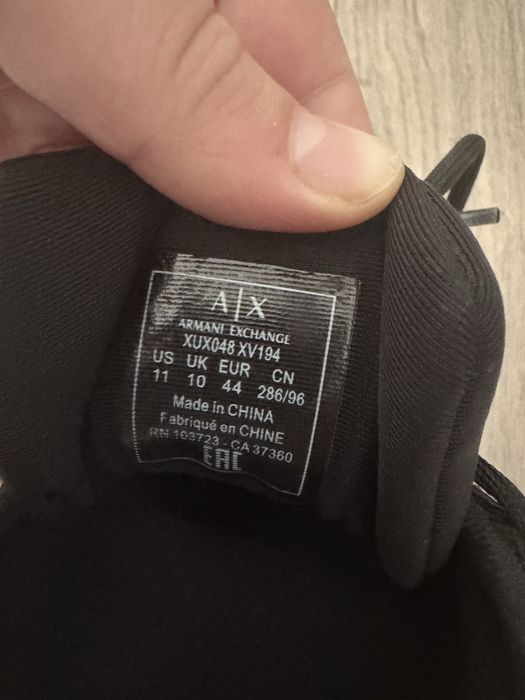 A|X
ARMANI EXCHANGE
XUX048 XV194
US UK EUR CN
11 10 44 286/96
Made in CHINA
Fabriqué en CHINE
RN 103723 - CA 37360
EAC